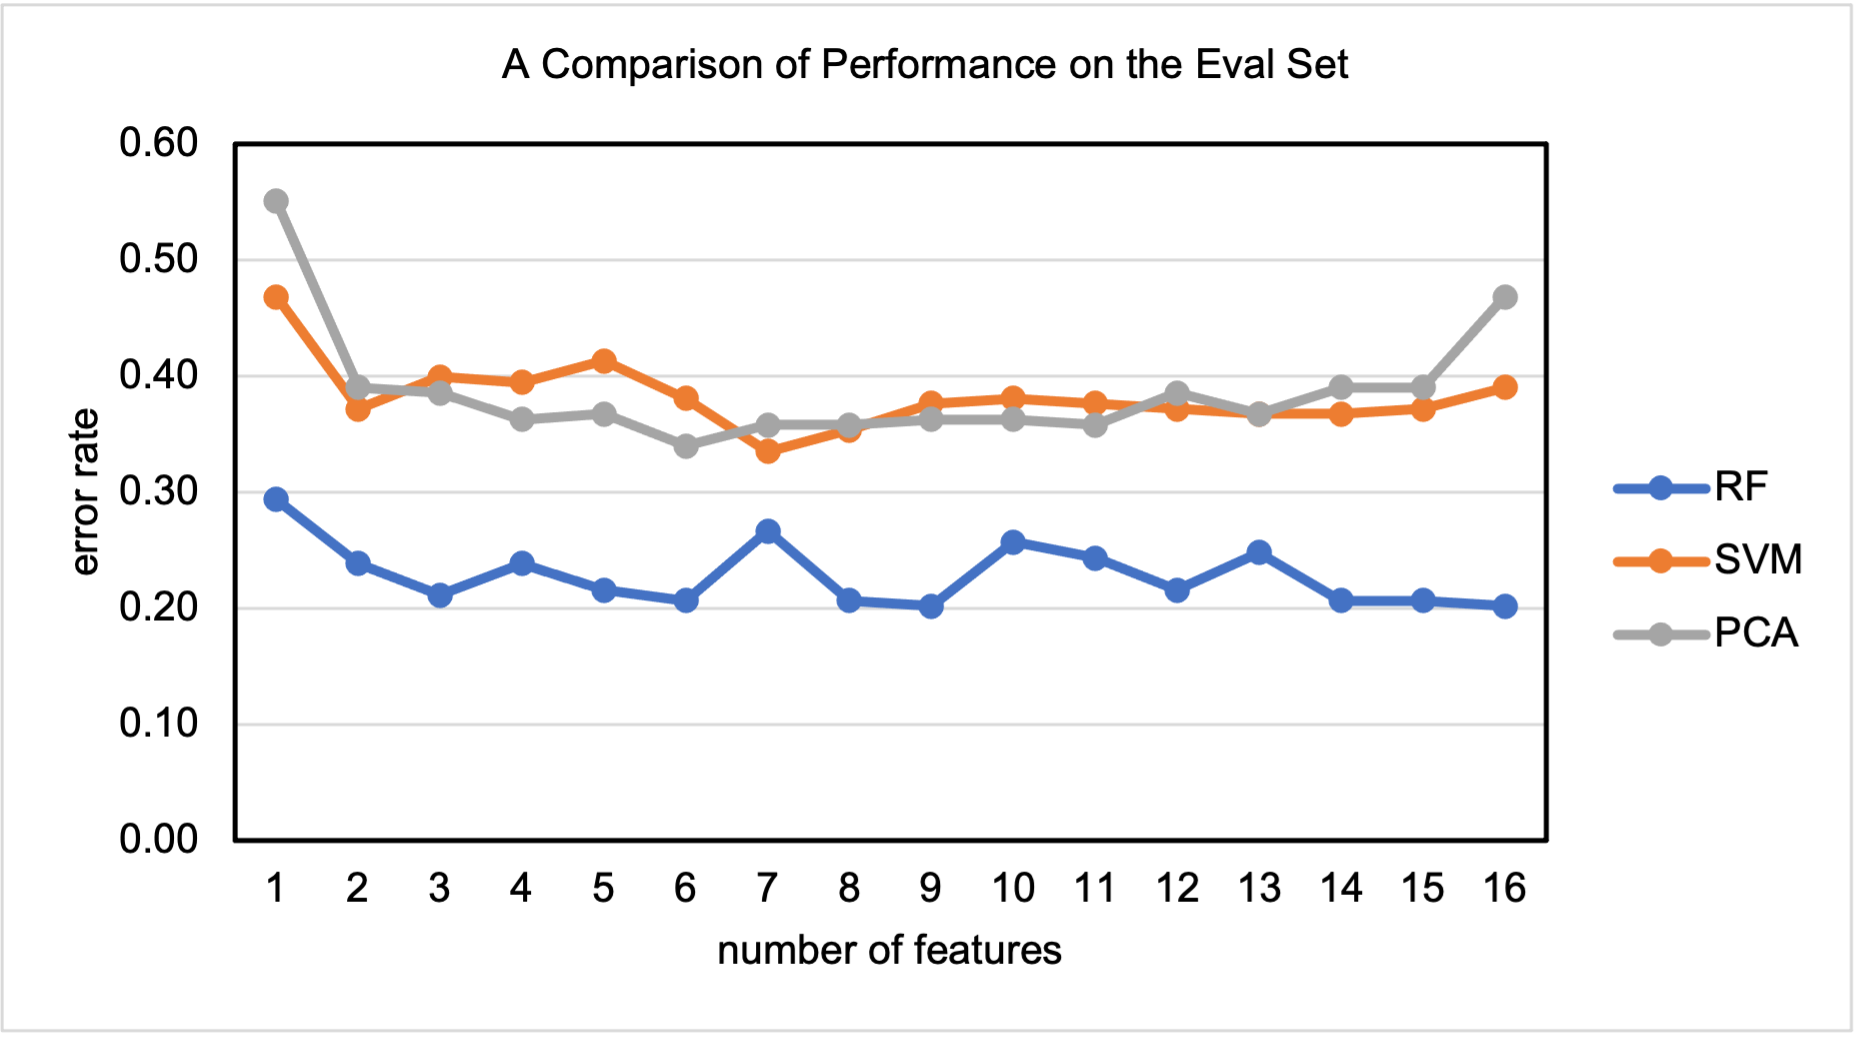 A Comparison of Performance on the Eval Set
0.60
0.50
0.40
0.30
0.20
0.10
0.00
error rate
1 2 3 4 5 6 7 8 9 10 11 12 13 14 15 16
number of features
RF
SVM
PCA